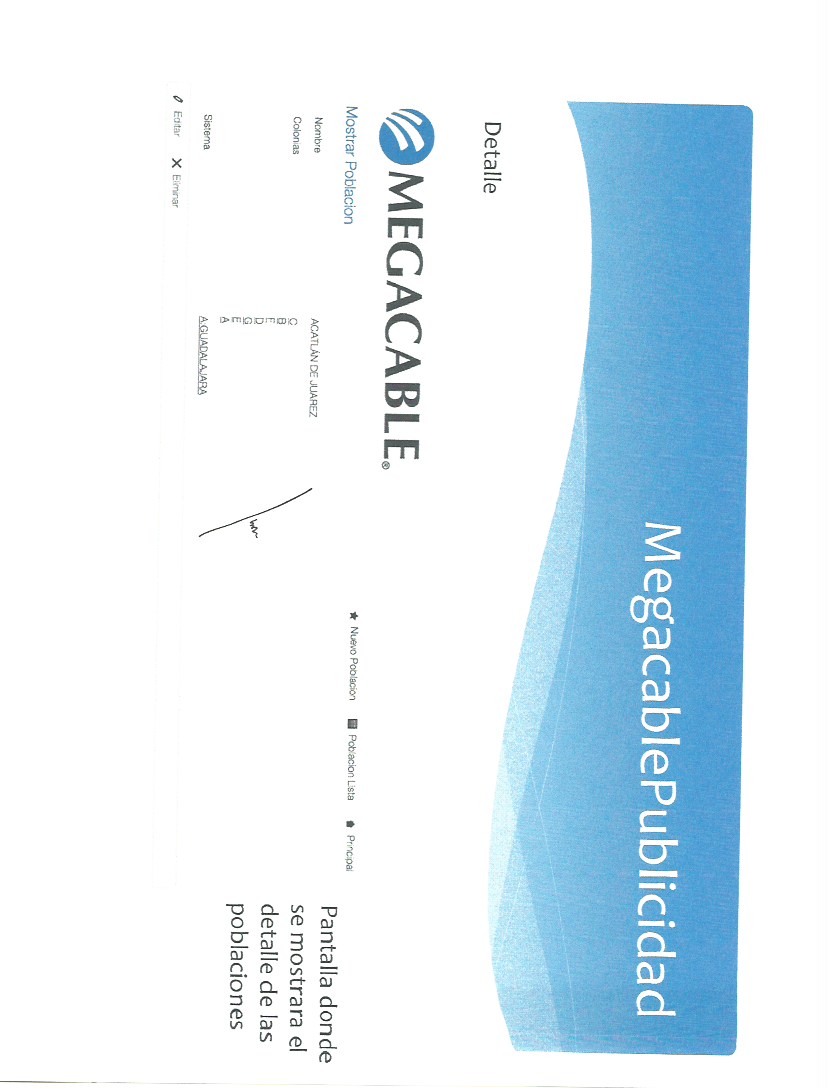 MegacablePublicidad
Detalle
MEGACABLE®
Mostrar Poblacion
Nuevo Poblacion
Poblacion Lista
Principal
Nombre
ACATLÁN DE JUAREZ
Colonias
C
B
F
D
G
E
A
Sistema
A.GUADALAJARA
Editar
Eliminar
Pantalla donde
se mostrara el
detalle de las
poblaciones